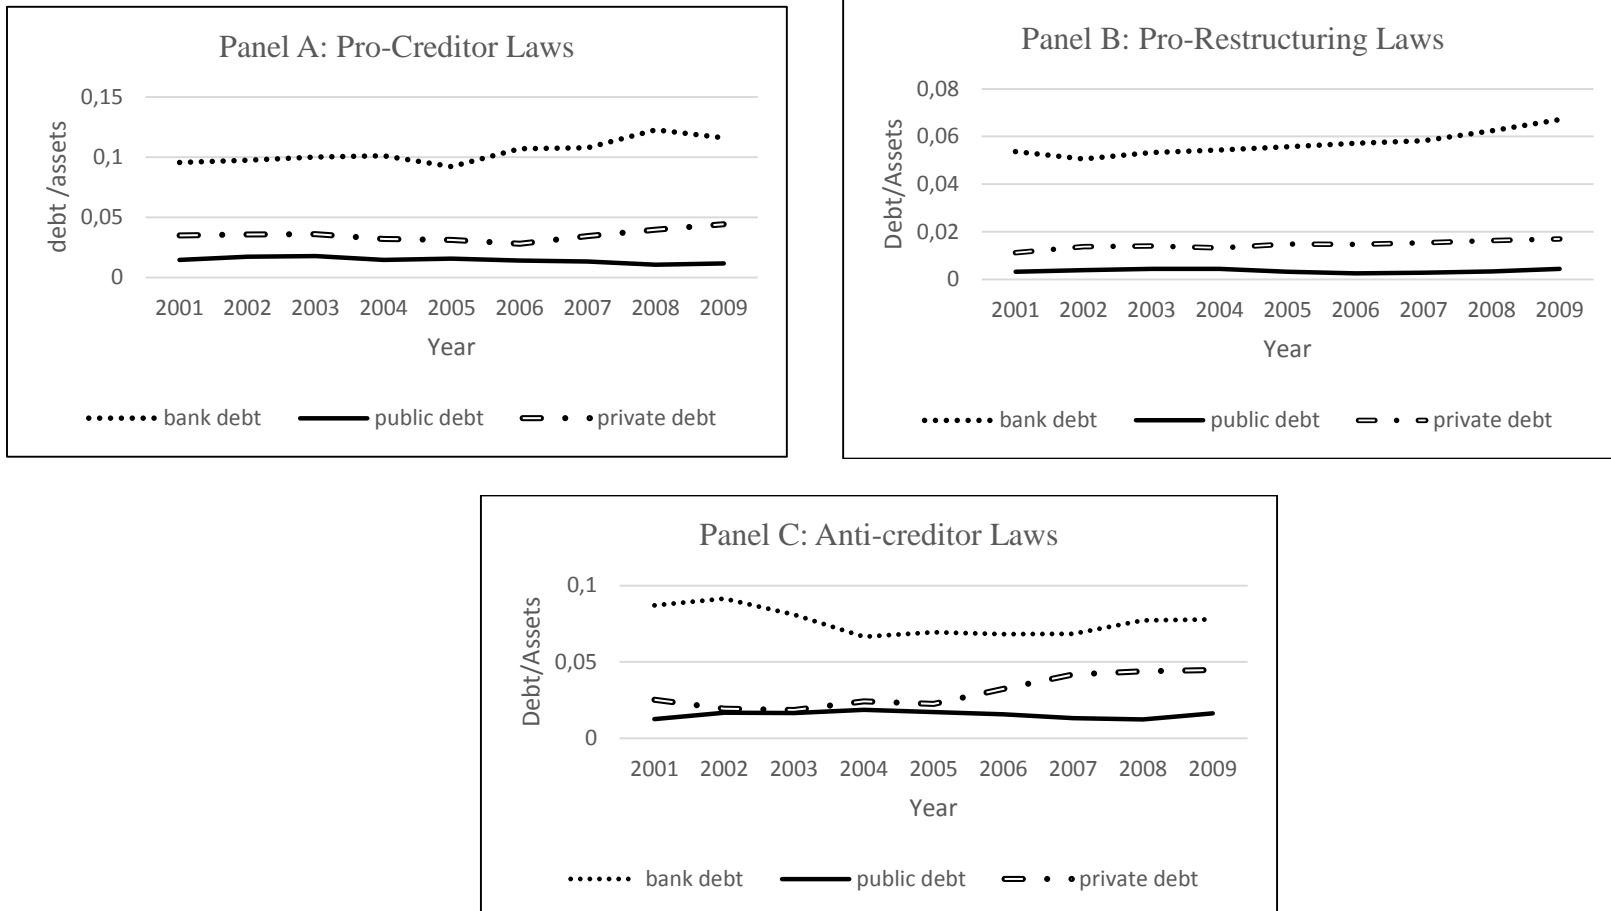 Panel A: Pro-Creditor Laws
debt /assets
0,15
0,1
0,05
0
2001 2002 2003 2004 2005 2006 2007 2008 2009
Year
bank debt public debt private debt
Panel B: Pro-Restructuring Laws
Debt/Assets
0,08
0,06
0,04
0,02
0
2001 2002 2003 2004 2005 2006 2007 2008 2009
Year
bank debt public debt private debt
Panel C: Anti-creditor Laws
Debt/Assets
0,1
0,05
0
2001 2002 2003 2004 2005 2006 2007 2008 2009
Year
bank debt public debt private debt